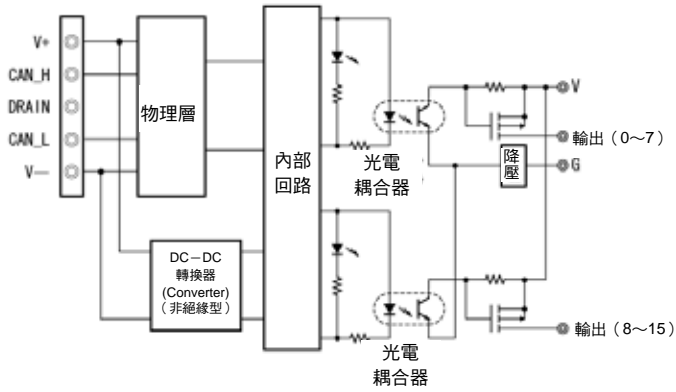 V+
CAN_H
DRAIN
CAN_L
V—
物理層
DC－DC
轉換器
(Converter)
（非絕緣型）
內部
回路
光電
耦合器
V
輸出（0～7）
降
壓
G
光電
耦合器
輸出（8～15）